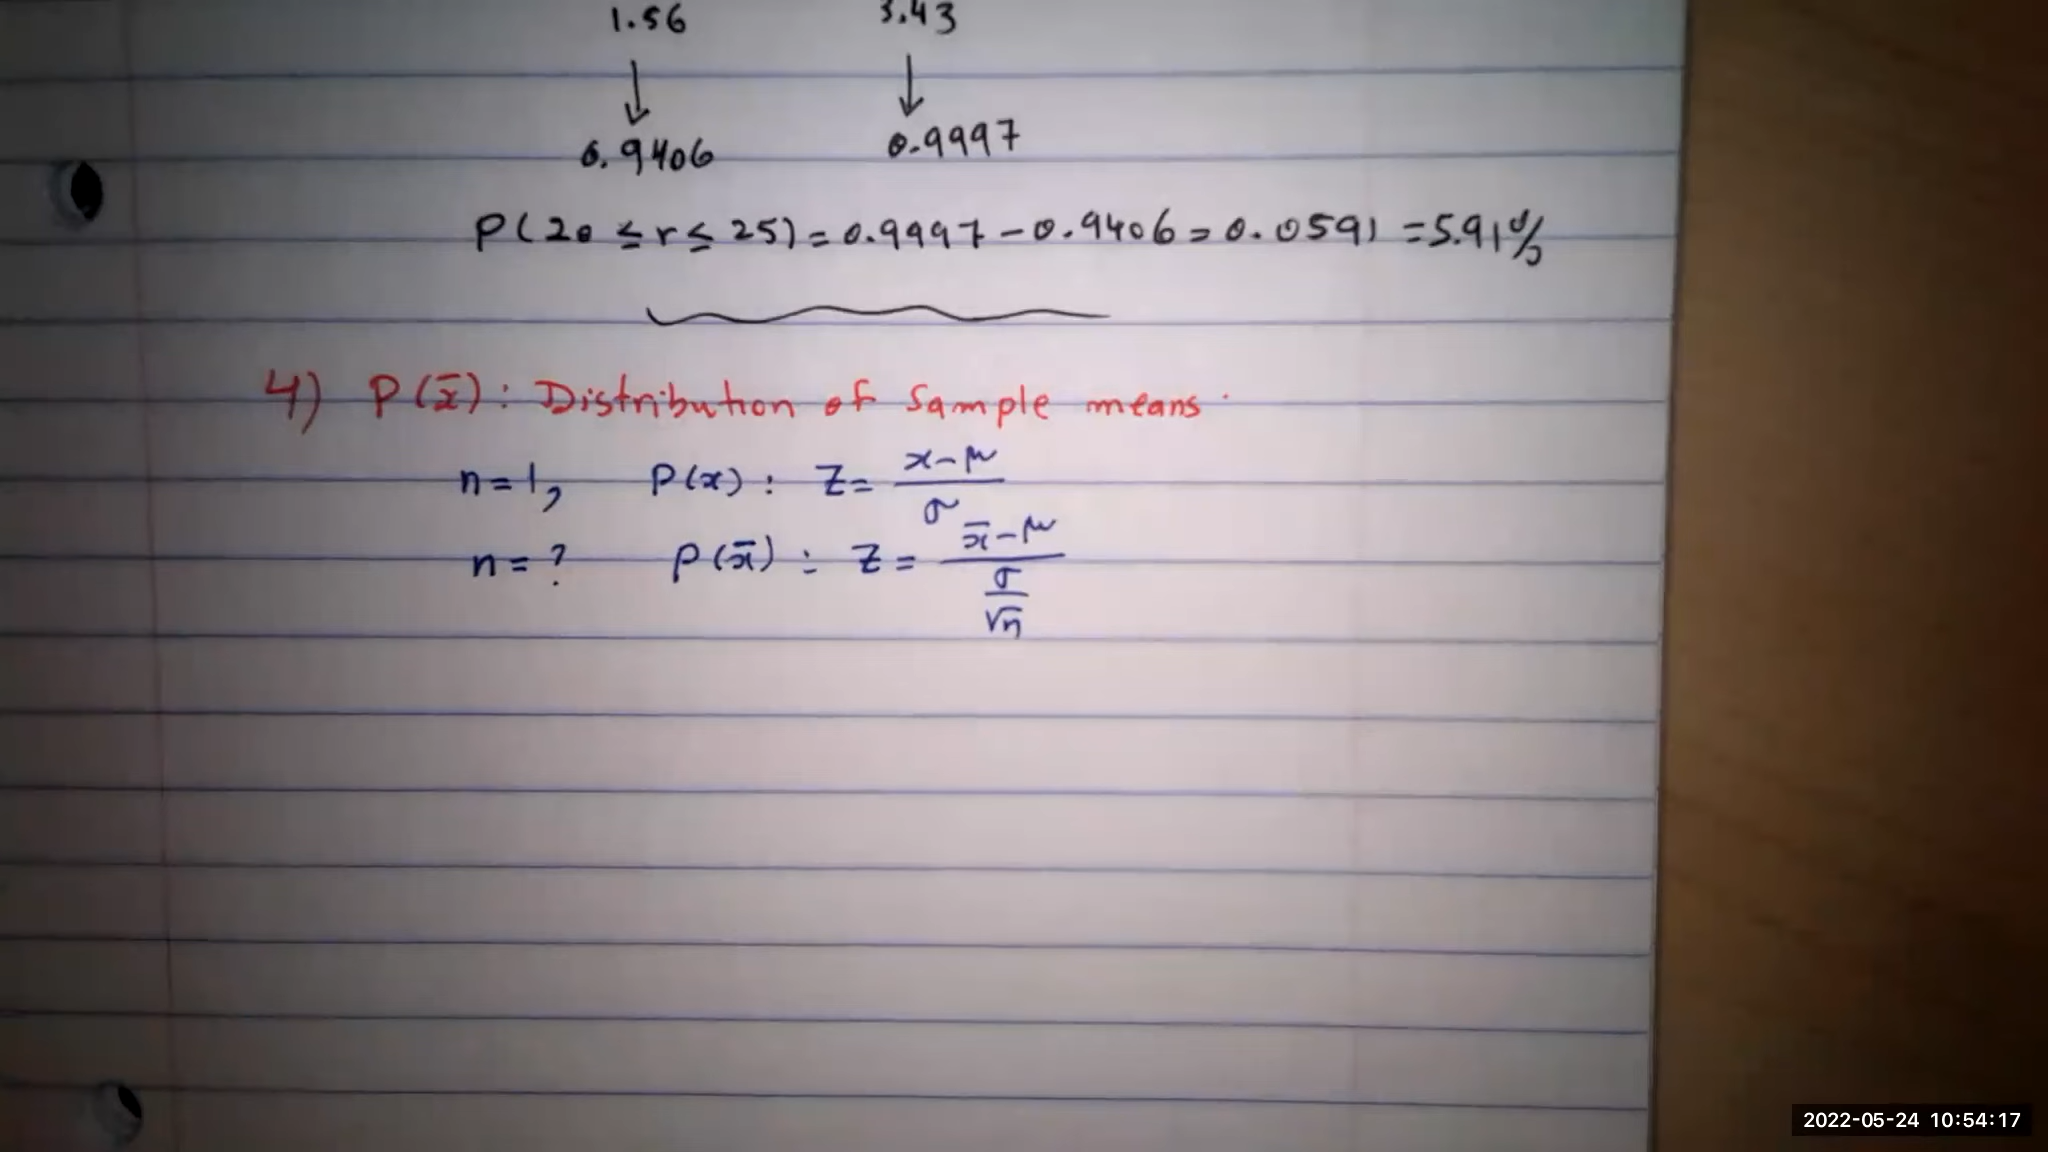 1.56 3.43
↓ ↓
0.9406 0.9997
P(20 ≤ r ≤ 25) = 0.9997 - 0.9406 = 0.0591 = 5.91%
4) P(x̄): Distribution of Sample means.
n=1, P(x): Z= (x-μ)/σ
n=? P(x̄): Z= (x̄-μ)/(σ/√n)
2022-05-24 10:54:17